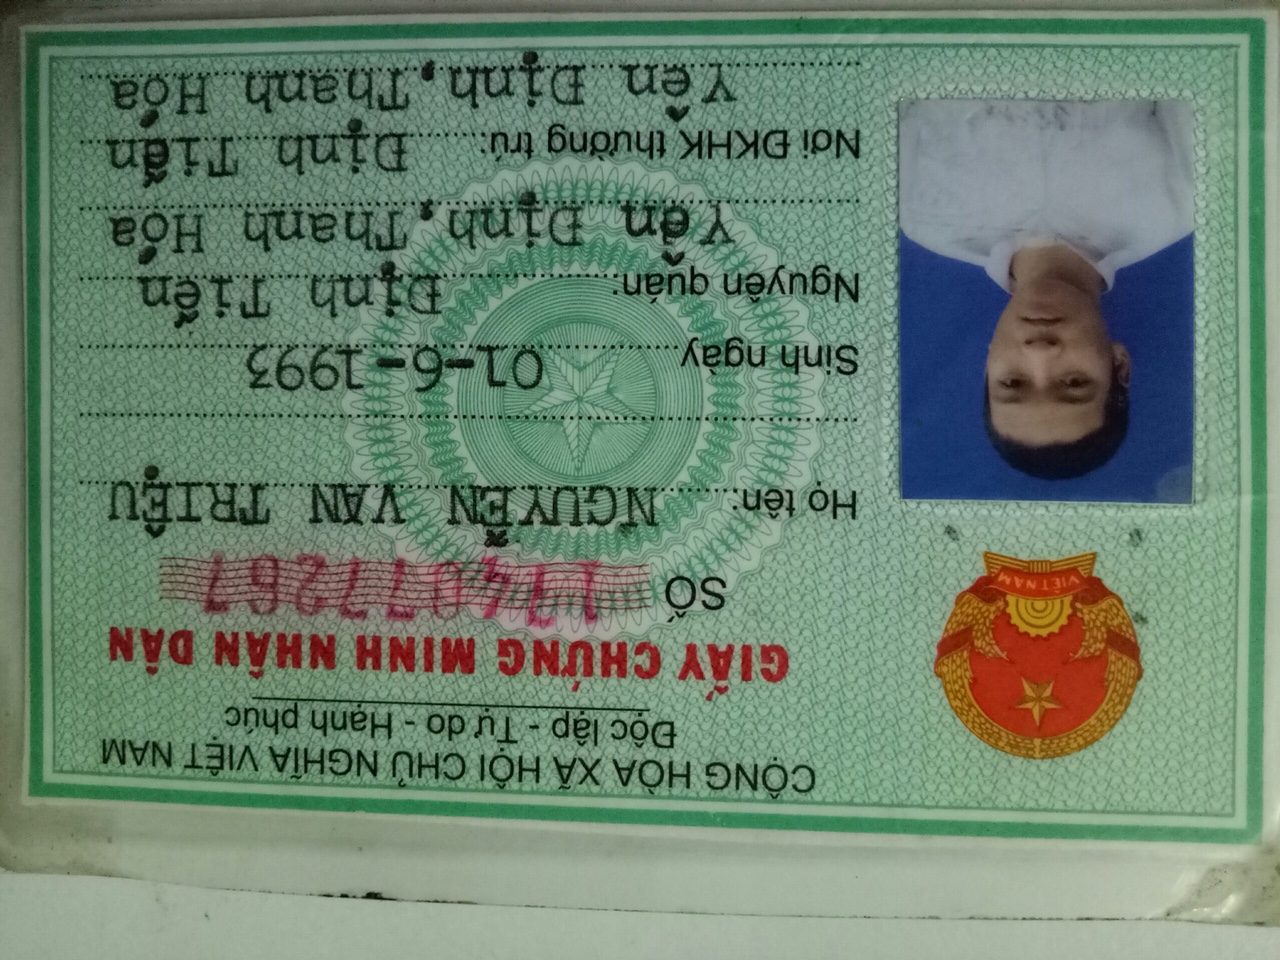 CỘNG HÒA XÃ HỘI CHỦ NGHĨA VIỆT NAM
Độc lập - Tự do - Hạnh phúc
GIẤY CHỨNG MINH NHÂN DÂN
SỐ 174077267
VIỆT NAM
Họ tên: NGUYỄN VĂN TRIỆU
Sinh ngày 01-6-1993
Nguyên quán: Định Tiến
Yên Định, Thanh Hóa
Nơi ĐKHK thường trú: Định Tiến
Yên Định, Thanh Hóa